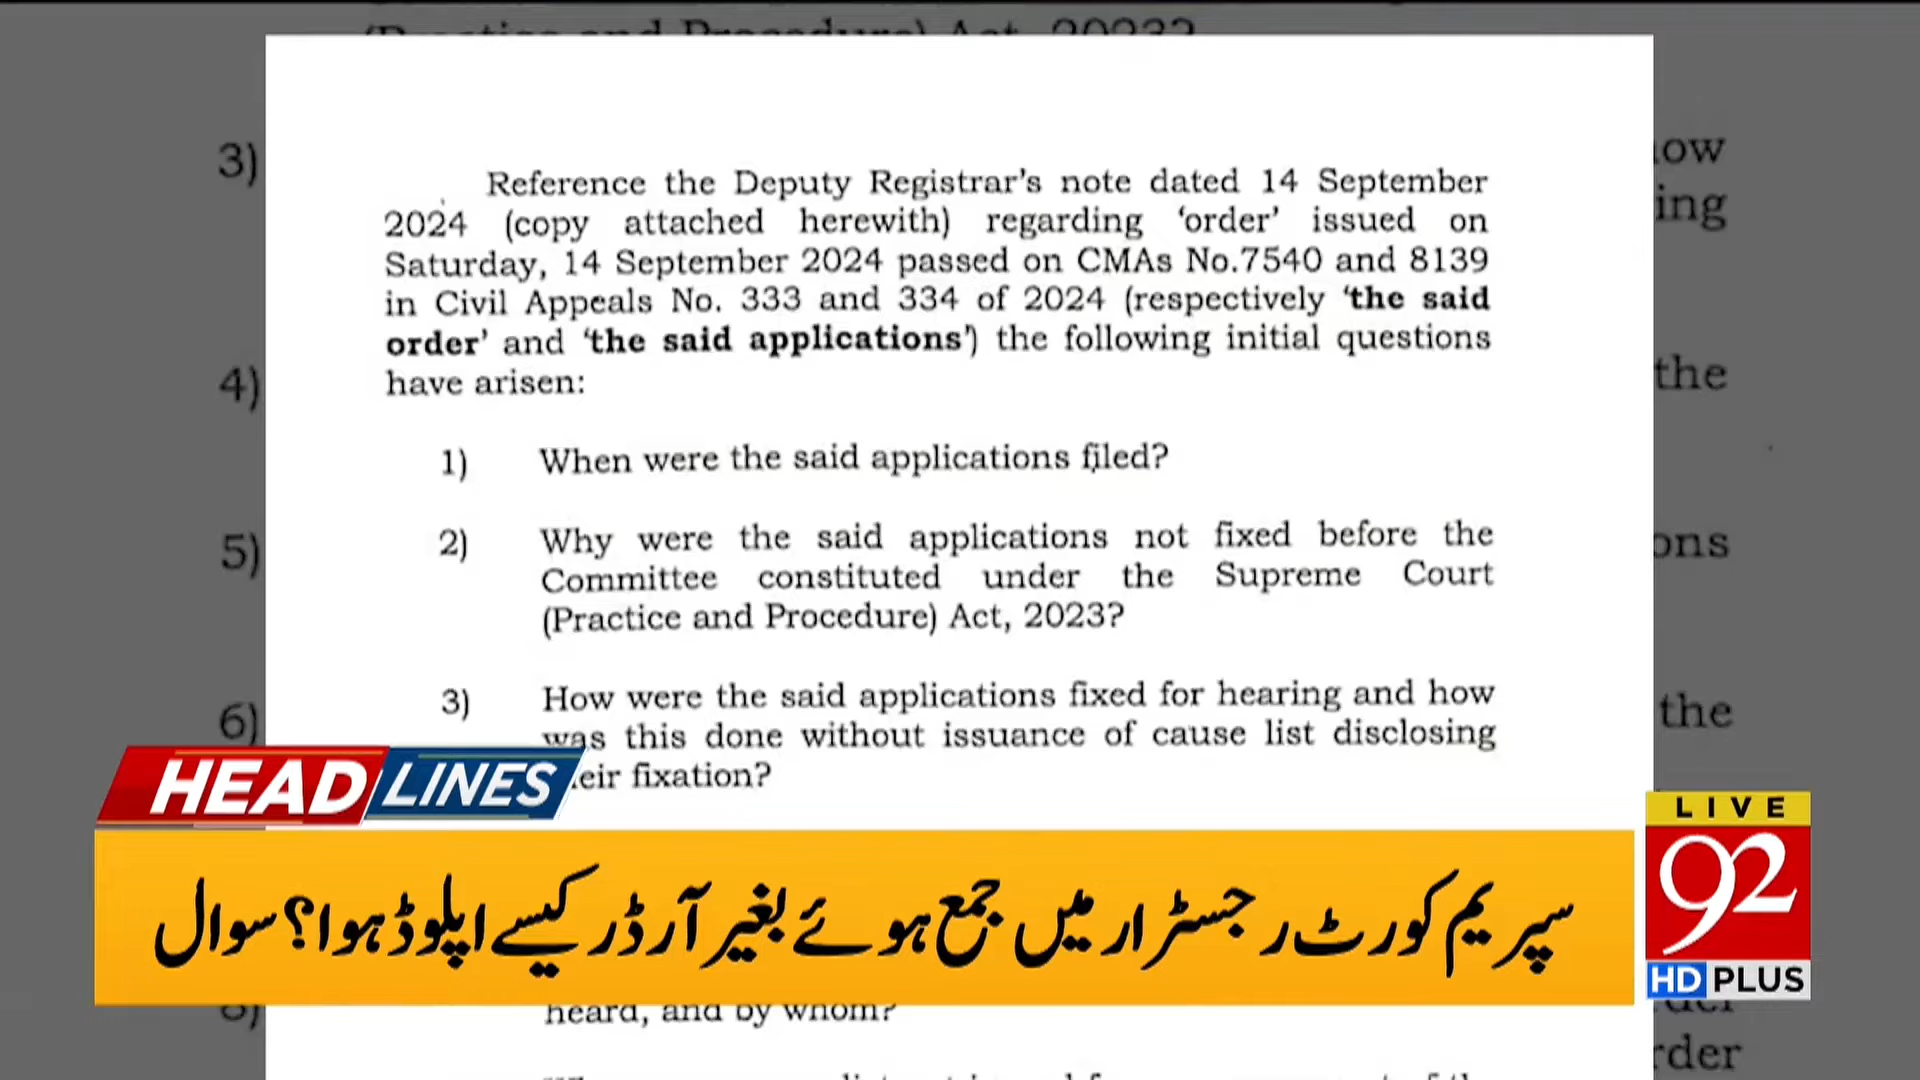 (Practice and Procedure) Act, 2023?
Reference the Deputy Registrar's note dated 14 September
2024 (copy attached herewith) regarding 'order' issued on
Saturday, 14 September 2024 passed on CMAs No.7540 and 8139
in Civil Appeals No. 333 and 334 of 2024 (respectively 'the said
order' and 'the said applications') the following initial questions
have arisen:
1) When were the said applications filed?
2) Why were the said applications not fixed before the
Committee constituted under the Supreme Court
(Practice and Procedure) Act, 2023?
3) How were the said applications fixed for hearing and how
was this done without issuance of cause list disclosing
eir fixation?
3)
4)
5)
6)
ow
ing
the
ons
the
HEADLINES
سپریم کورٹ رجسٹرار میں جمع ہوئے بغیر آرڈر کیسے اپلوڈ ہوا؟ سوال
LIVE
92
HD PLUS
8)
heard, and by whom?
rder